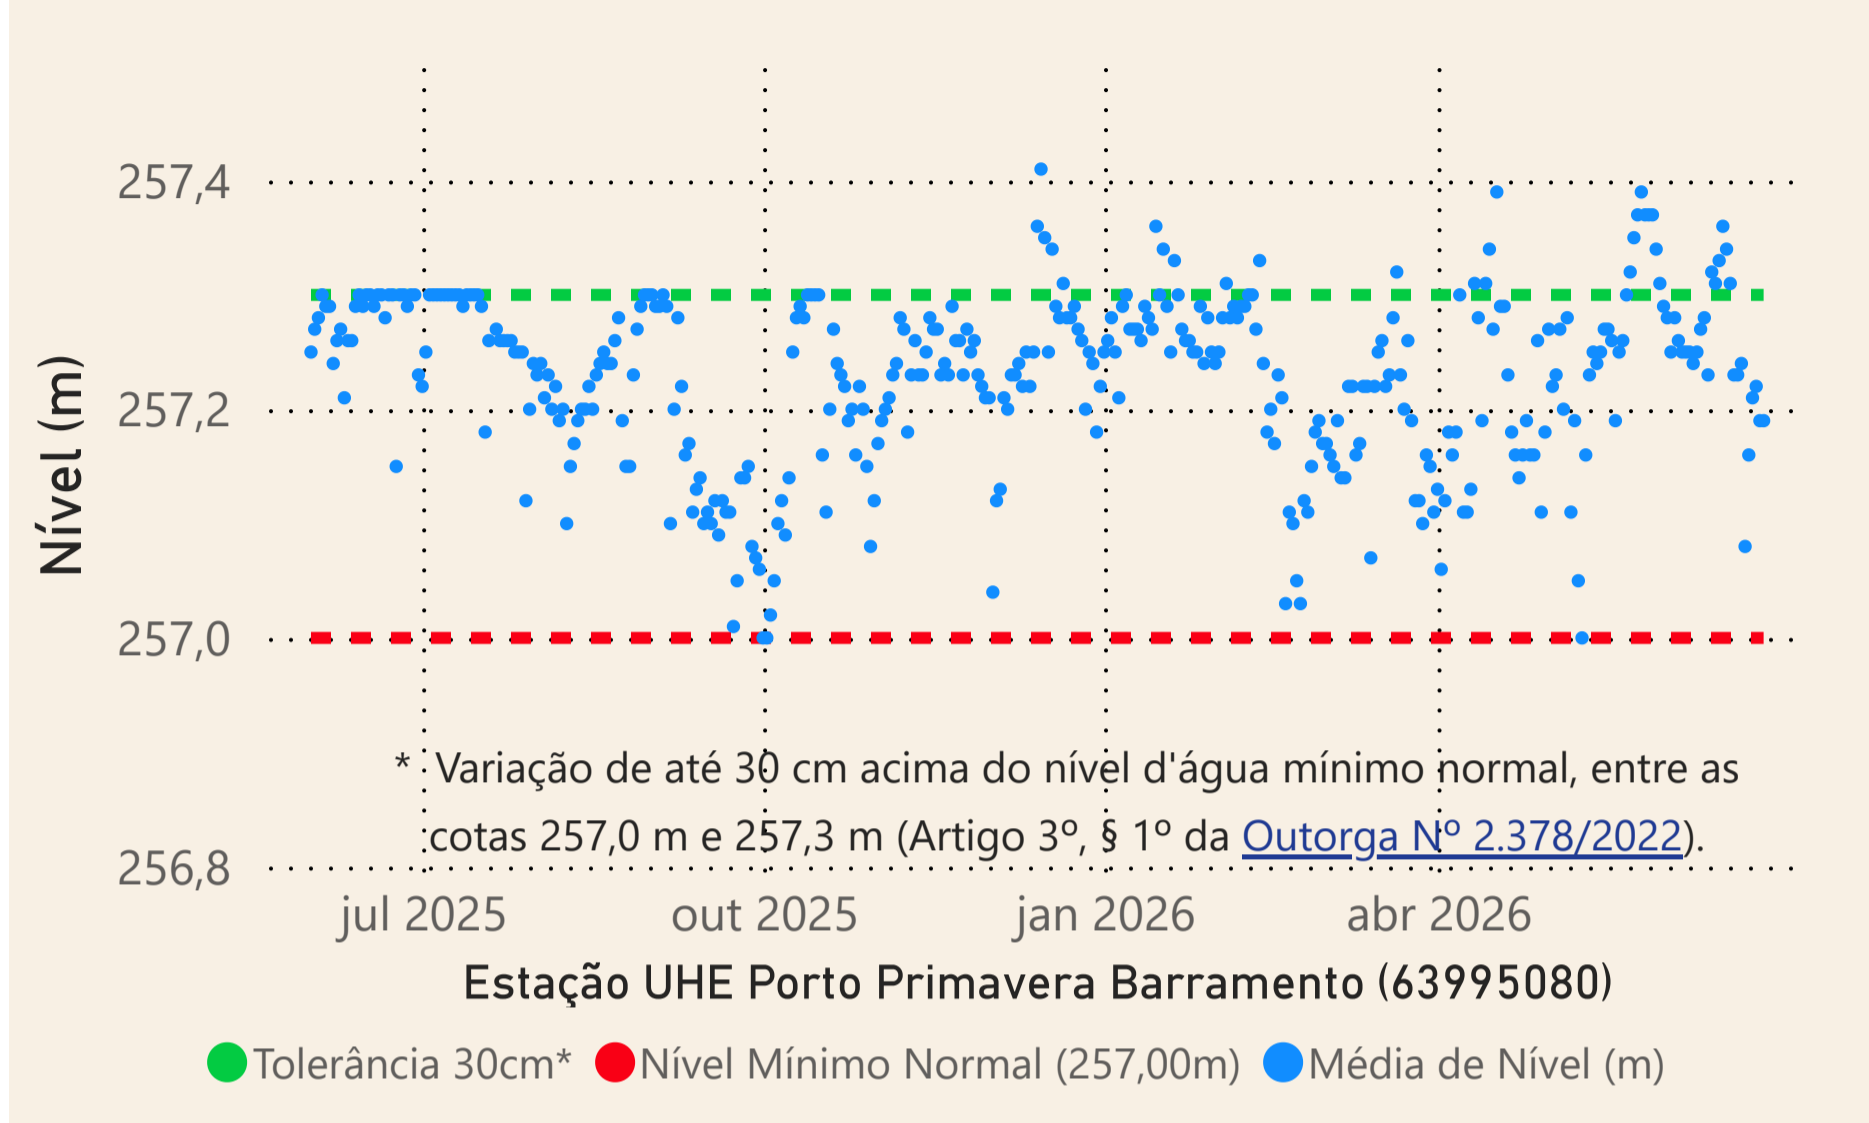 257,4
257,2
257,0
256,8
Nível (m)
* Variação de até 30 cm acima do nível d'água mínimo normal, entre as
cotas 257,0 m e 257,3 m (Artigo 3º, § 1º da Outorga Nº 2.378/2022).
jul 2025 out 2025 jan 2026 abr 2026
Estação UHE Porto Primavera Barramento (63995080)
Tolerância 30cm* Nível Mínimo Normal (257,00m) Média de Nível (m)